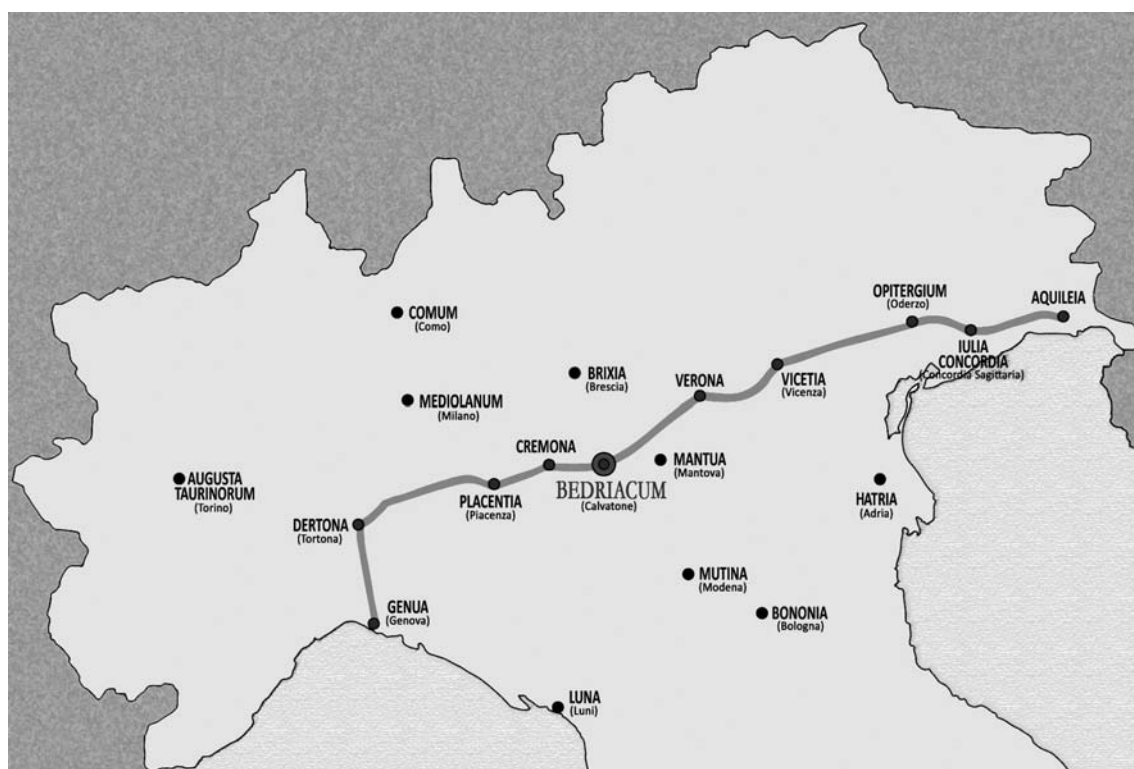 COMUM
(Como)
MEDIOLANUM
(Milano)
BRIXIA
(Brescia)
VERONA
VICETIA
(Vicenza)
OPITERGIUM
(Oderzo)
IULIA
CONCORDIA
(Concordia Sagittaria)
AQUILEIA
AUGUSTA
TAURINORUM
(Torino)
DERTONA
(Tortona)
PLACENTIA
(Piacenza)
CREMONA
BEDRIACUM
(Calvatone)
MANTUA
(Mantova)
HATRIA
(Adria)
GENUA
(Genova)
MUTINA
(Modena)
BONONIA
(Bologna)
LUNA
(Luni)